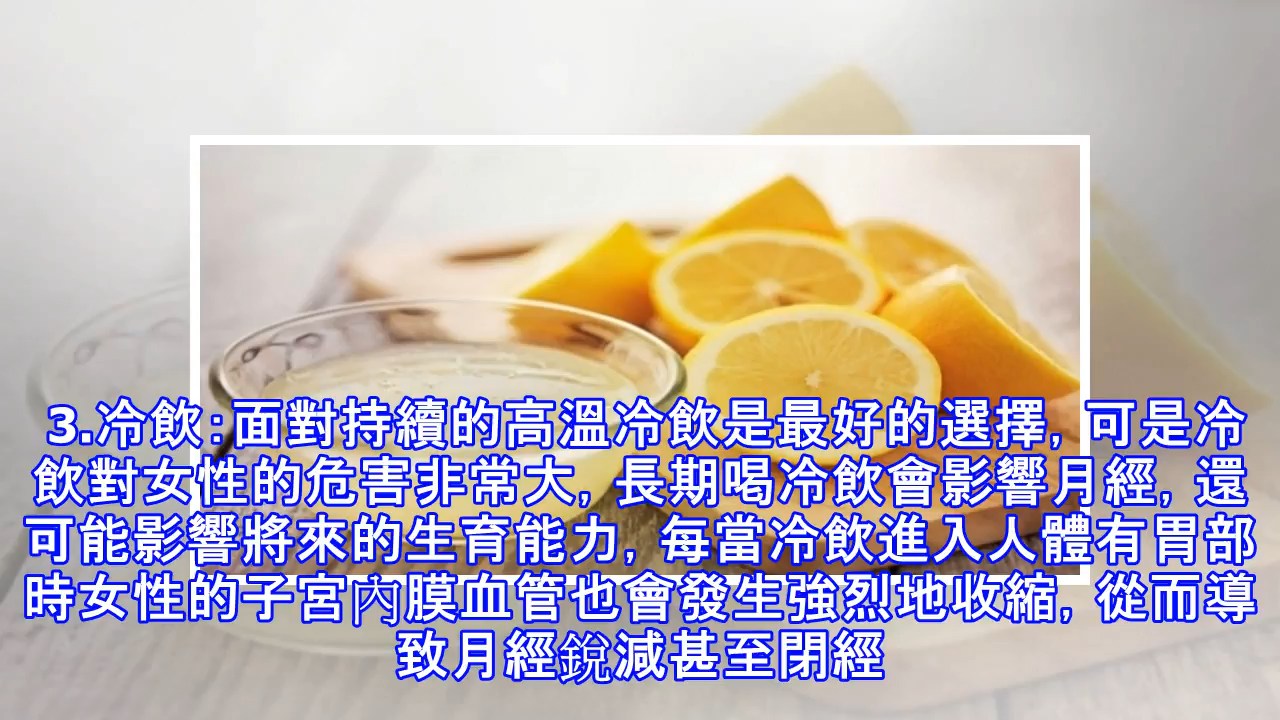 3.冷飲:面對持續的高溫冷飲是最好的選擇, 可是冷
飲對女性的危害非常大, 長期喝冷飲會影響月經, 還
可能影響將來的生育能力, 每當冷飲進入人體有胃部
時女性的子宮內膜血管也會發生強烈地收縮, 從而導
致月經銳減甚至閉經